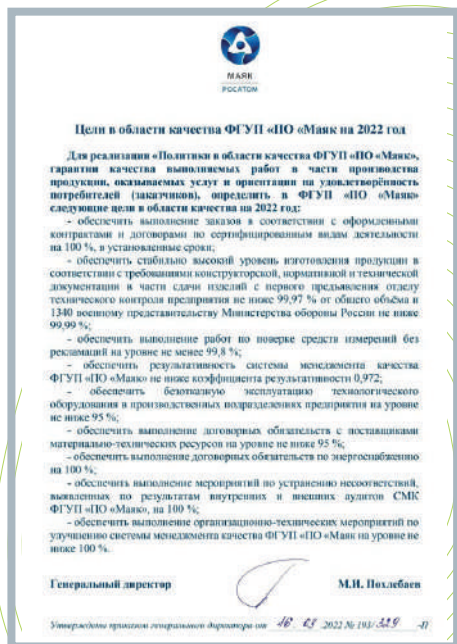 МАЯК
РОСАТОМ
Цели в области качества ФГУП «ПО «Маяк на 2022 год
Для реализации «Политики в области качества ФГУП «ПО «Маяк»,
гарантии качества выполняемых работ в части производства
продукции, оказываемых услуг и ориентации на удовлетворённость
потребителей (заказчиков), определить в ФГУП «ПО «Маяк»
следующие цели в области качества на 2022 год:
- обеспечить выполнение заказов в соответствии с оформленными
контрактами и договорами по сертифицированным видам деятельности
на 100 %, в установленные сроки;
- обеспечить стабильно высокий уровень изготовления продукции в
соответствии с требованиями конструкторской, нормативной и технической
документации в части сдачи изделий с первого предъявления отделу
технического контроля предприятия не ниже 99,97 % от общего объёма и
1340 военному представительству Министерства обороны России не ниже
99,99 %;
- обеспечить выполнение работ по поверке средств измерений без
рекламаций на уровне не менее 99,8 %;
- обеспечить результативность системы менеджмента качества
ФГУП «ПО «Маяк» не ниже коэффициента результативности 0,972;
- обеспечить безотказную эксплуатацию технологического
оборудования в производственных подразделениях предприятия на уровне
не ниже 95 %;
- обеспечить выполнение договорных обязательств с поставщиками
материально-технических ресурсов на уровне не ниже 95 %;
- обеспечить выполнение договорных обязательств по энергоснабжению
на 100 %;
- обеспечить выполнение мероприятий по устранению несоответствий,
выявленных по результатам внутренних и внешних аудитов СМК
ФГУП «ПО «Маяк», на 100 %;
- обеспечить выполнение организационно-технических мероприятий по
улучшению системы менеджмента качества ФГУП «ПО «Маяк на уровне не
ниже 100 %.
Генеральный директор М.И. Похлебаев
Утверждены приказом генерального директора от 16 03 2022 № 193/329 -П